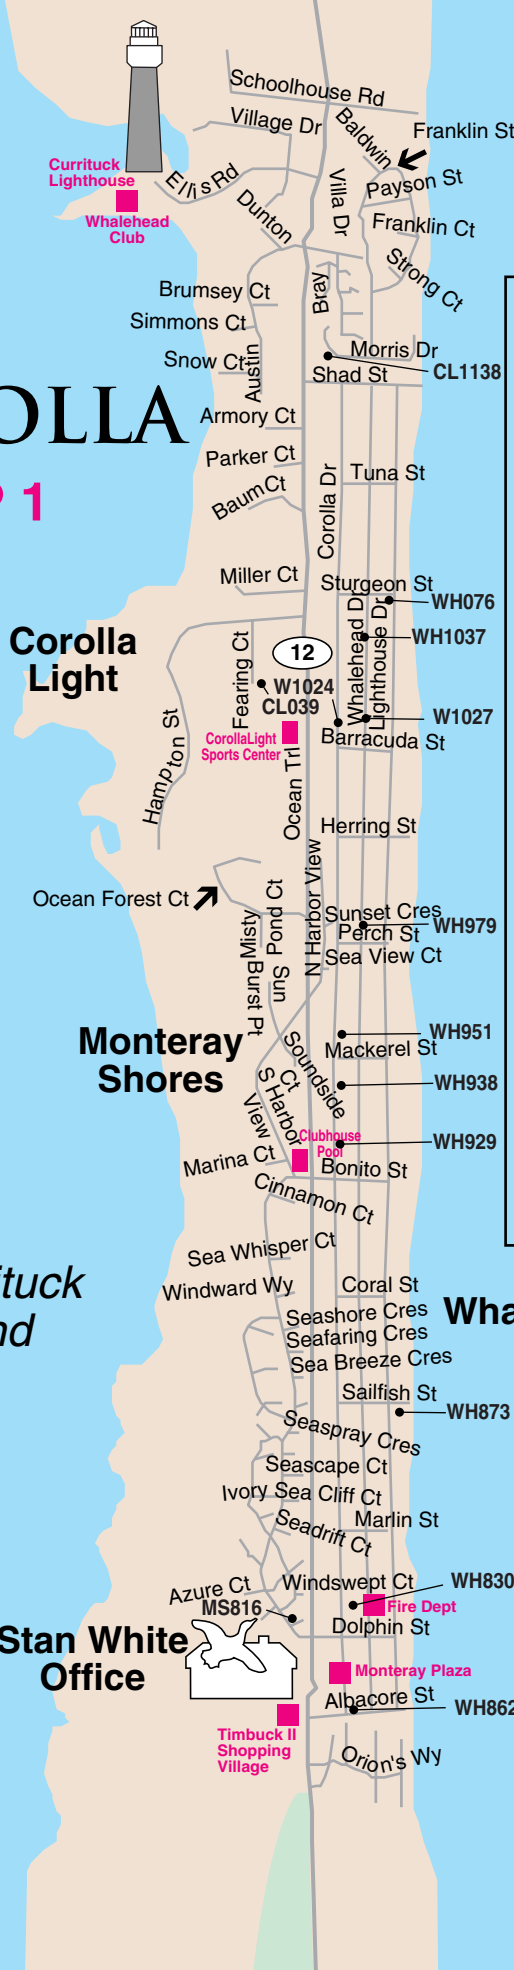 Schoolhouse Rd
Village Dr
Baldwin
Franklin St
Currituck
Lighthouse
Ellis Rd
Villa Dr
Payson St
Whalehead
Club
Dunton
Franklin Ct
Strong Ct
Brumsey Ct
Bray
Simmons Ct
Snow Ct
Austin
Morris Dr
CL1138
Shad St
OLLA
Armory Ct
Parker Ct
Corolla Dr
Tuna St
1
Baum Ct
Miller Ct
Sturgeon St
WH076
Whalehead Dr
Lighthouse Dr
WH1037
Corolla
Light
Fearing Ct
12
W1024
CL039
W1027
Hampton St
CorollaLight
Sports Center
Barracuda St
Ocean Trl
Herring St
Ocean Forest Ct
N Harbor View
Misty
Pond Ct
Sunset Cres
WH979
Perch St
Sea View Ct
Burst Pt
Sun
Monteray
Shores
WH951
Soundside
Ct
Mackerel St
S Harbor
View
WH938
Clubhouse
Pool
WH929
Marina Ct
Bonito St
Cinnamon Ct
Sea Whisper Ct
ituck
nd
Windward Wy
Coral St
Wha
Seashore Cres
Seafaring Cres
Sea Breeze Cres
Sailfish St
WH873
Seaspray Cres
Seascape Ct
Ivory Sea Cliff Ct
Seadrift Ct
Marlin St
Azure Ct
Windswept Ct
WH830
MS816
Fire Dept
Dolphin St
Stan White
Office
Monteray Plaza
Albacore St
WH862
Timbuck II
Shopping
Village
Orion's Wy